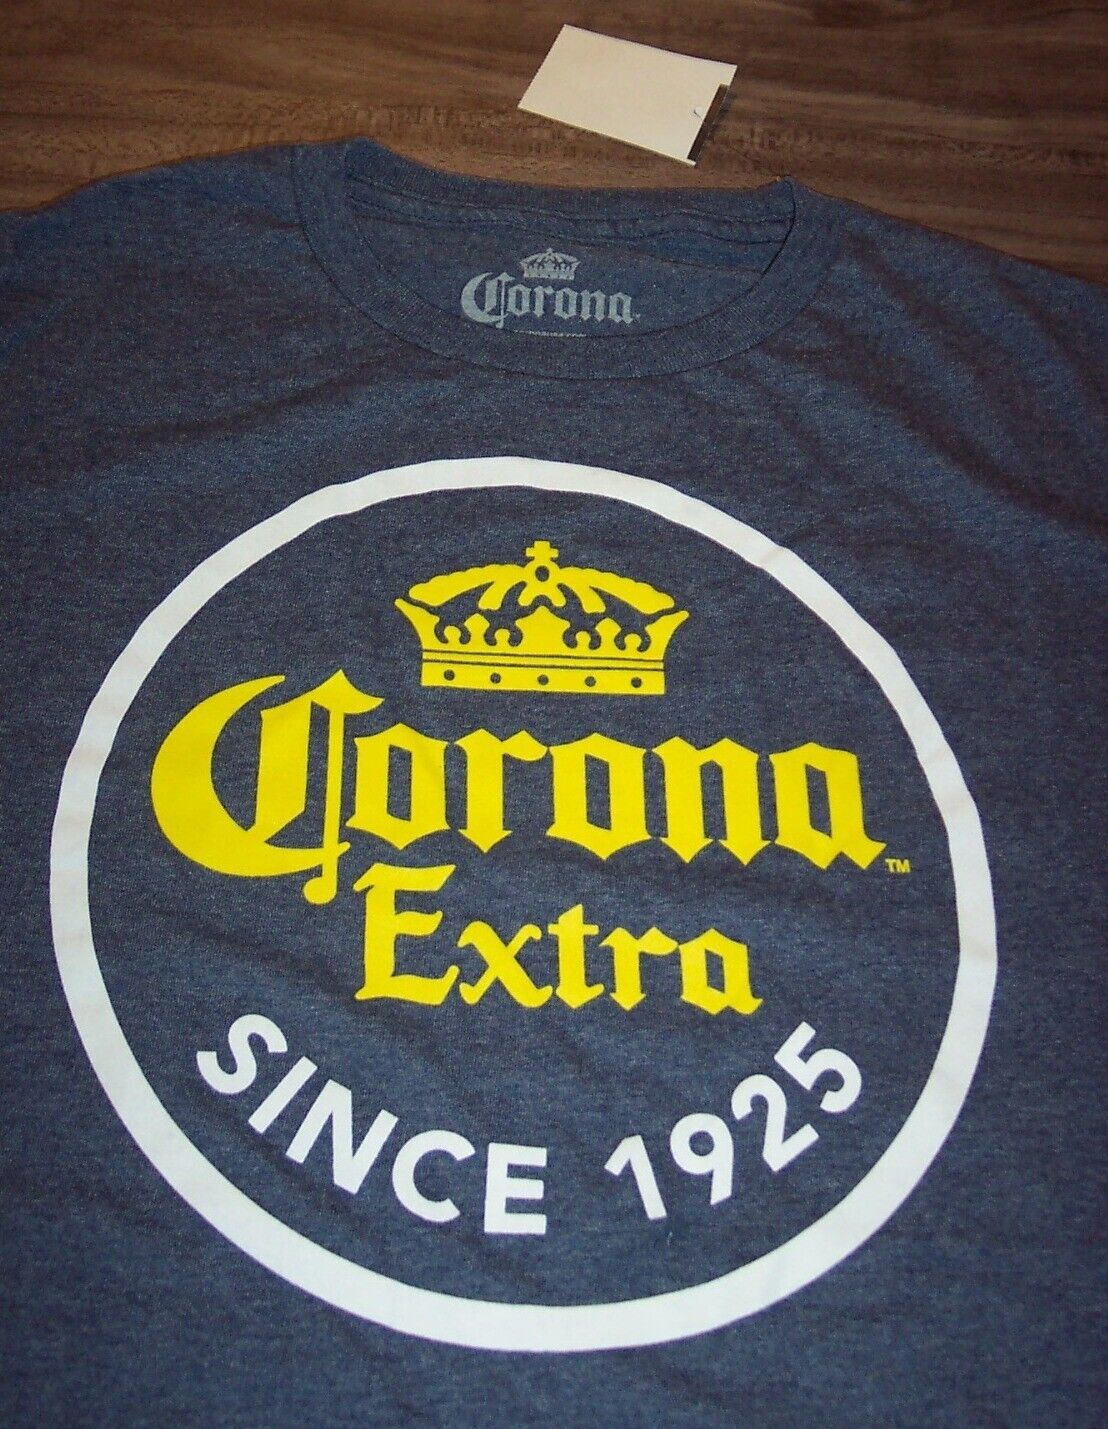 Corona
Corona
Extra
TM
SINCE 1925